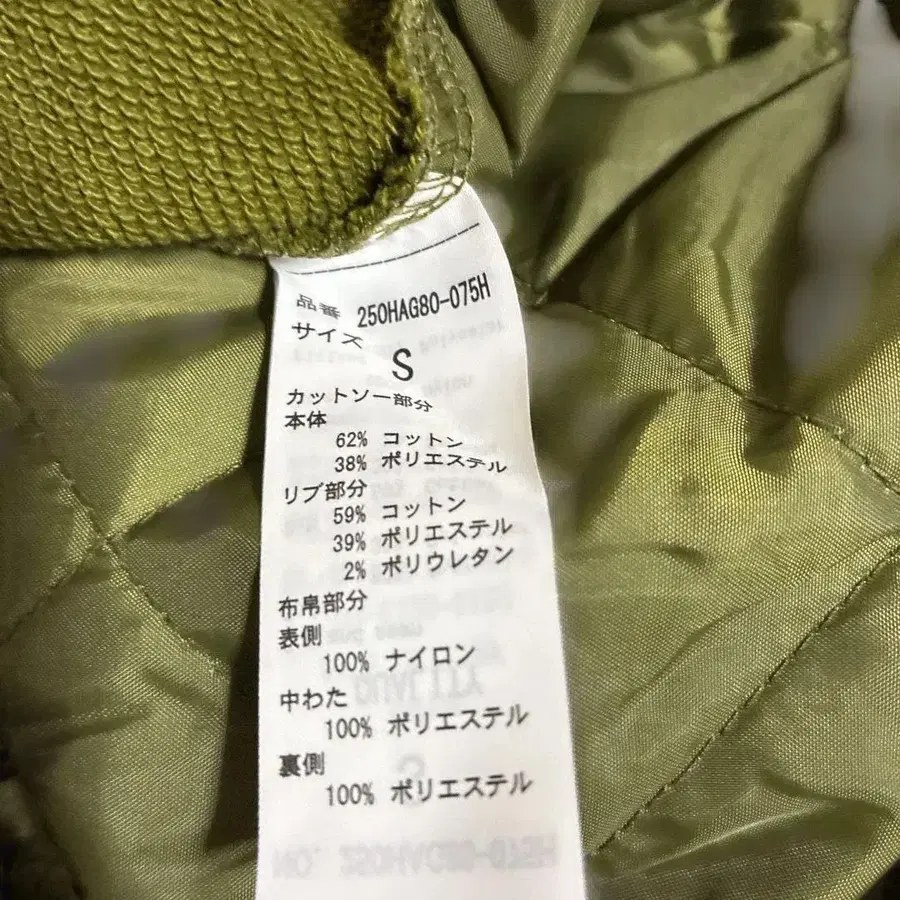 品番 250HAG80-075H
サイズ
S
カットソー部分
本体
62% コットン
38% ポリエステル
リブ部分
59% コットン
39% ポリエステル
2% ポリウレタン
布帛部分
表側
100% ナイロン
中わた
100% ポリエステル
裏側
100% ポリエステル